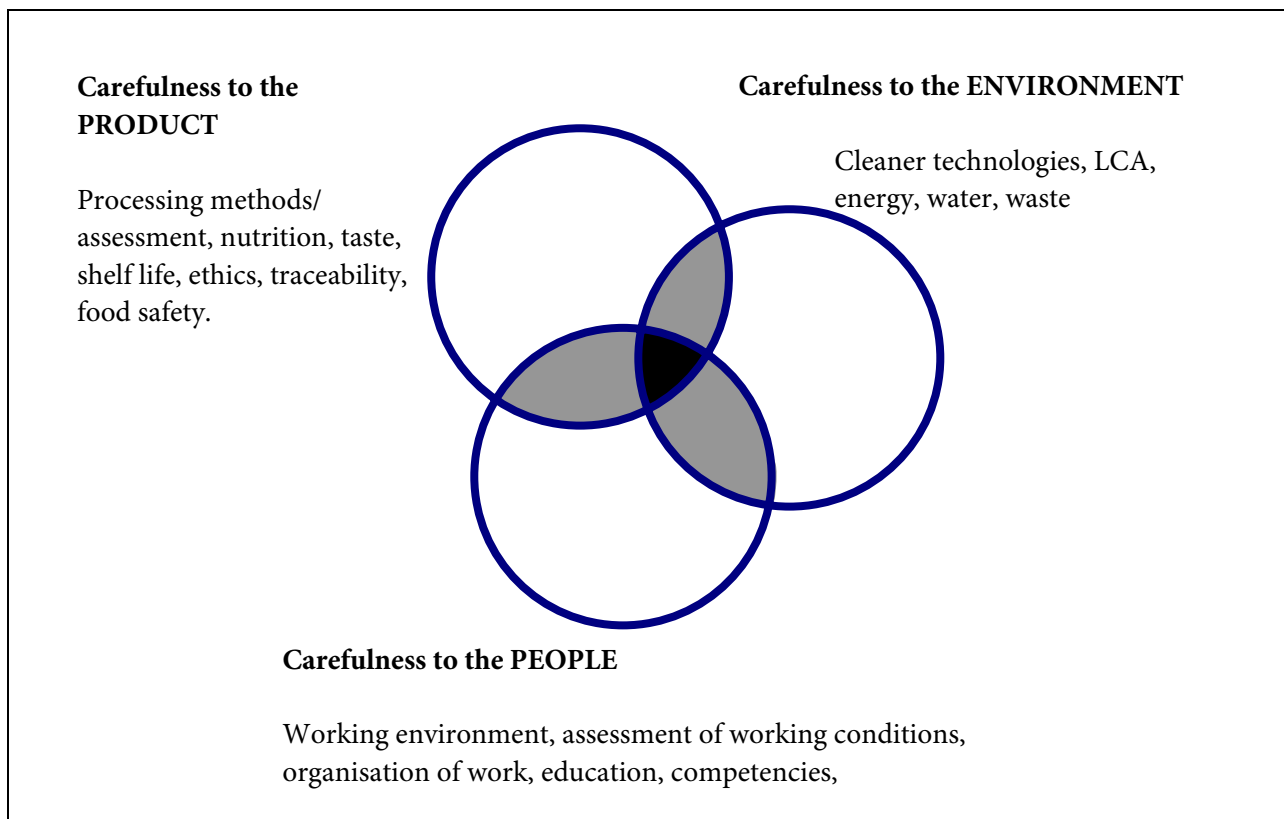 Carefulness to the
PRODUCT
Processing methods/
assessment, nutrition, taste,
shelf life, ethics, traceability,
food safety.
Carefulness to the ENVIRONMENT
Cleaner technologies, LCA,
energy, water, waste
Carefulness to the PEOPLE
Working environment, assessment of working conditions,
organisation of work, education, competencies,